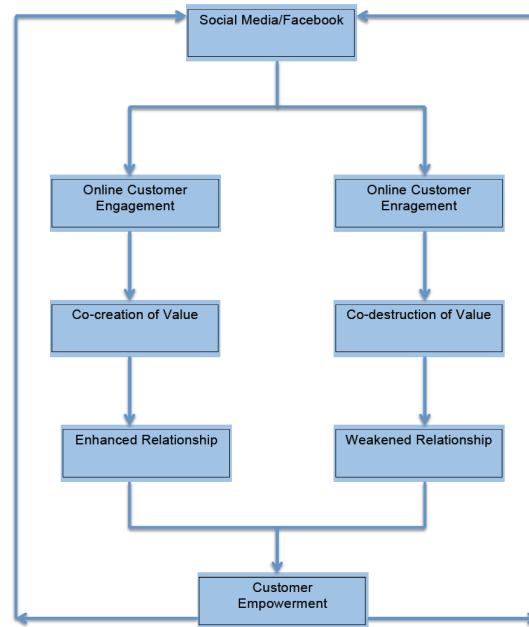 Social Media/Facebook
Online Customer
Engagement
Online Customer
Enragement
Co-creation of Value
Co-destruction of Value
Enhanced Relationship
Weakened Relationship
Customer
Empowerment